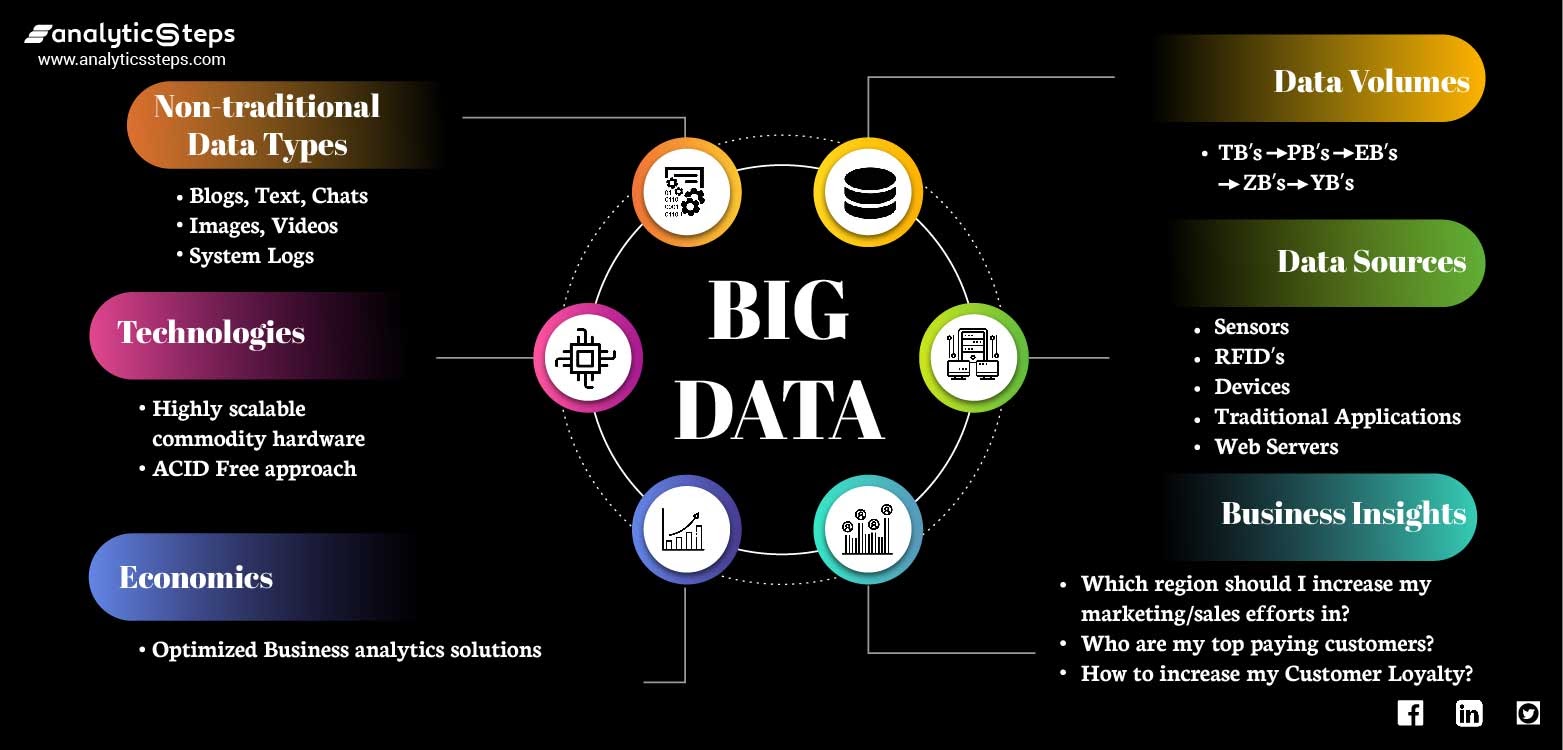 analyticSteps
www.analyticssteps.com
Non-traditional
Data Types
• Blogs, Text, Chats
• Images, Videos
• System Logs
Technologies
• Highly scalable
commodity hardware
• ACID Free approach
Economics
• Optimized Business analytics solutions
BIG
DATA
Data Volumes
• TB's →PB's →EB's
→ ZB's→ YB's
Data Sources
• Sensors
• RFID's
• Devices
• Traditional Applications
• Web Servers
Business Insights
• Which region should I increase my
marketing/sales efforts in?
• Who are my top paying customers?
• How to increase my Customer Loyalty?